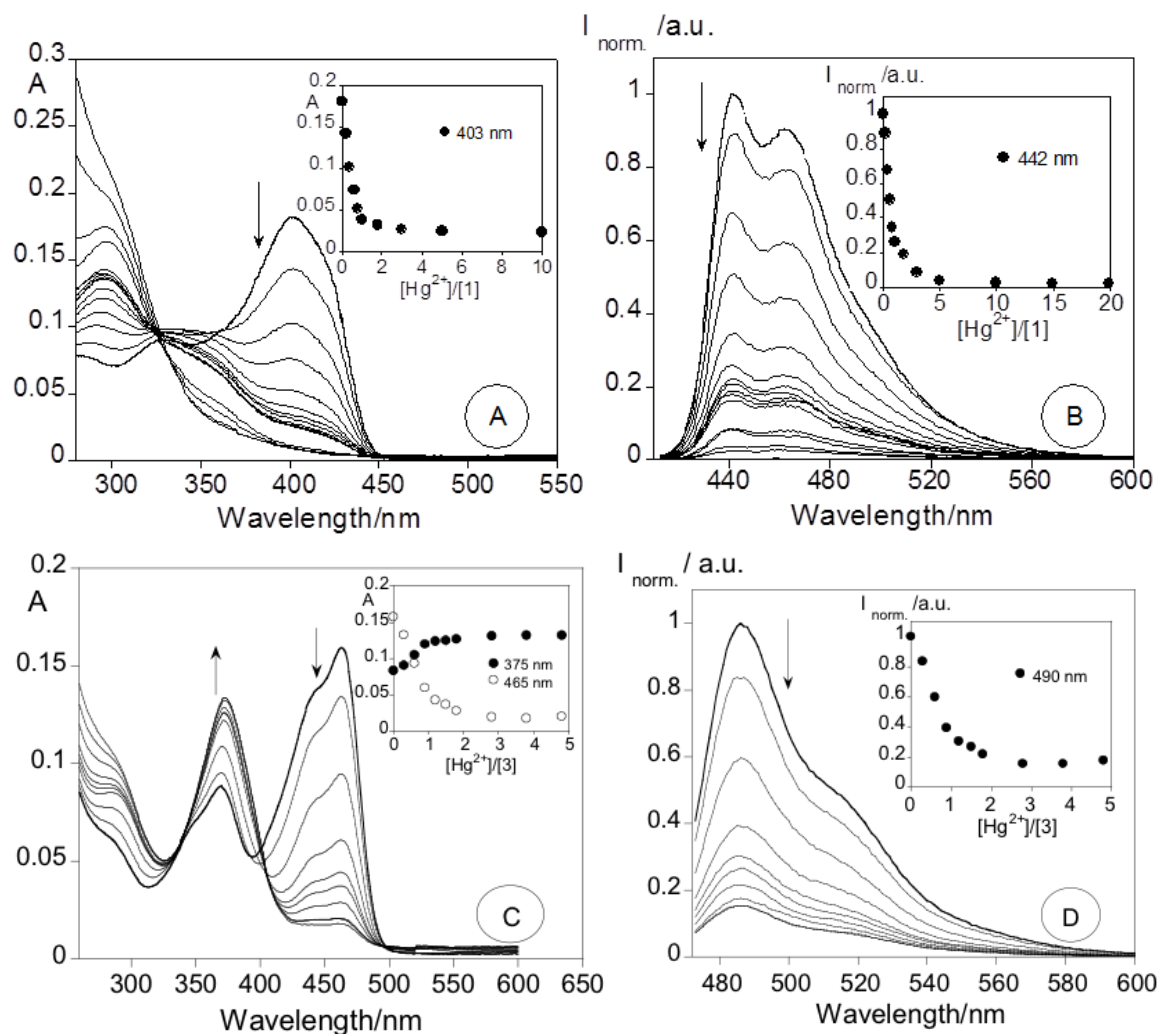 I norm. /a.u.
0.3
A
0.25
0.2
0.15
0.1
0.05
0
300 350 400 450 500 550
Wavelength/nm
A
0.2
A
0.15
0.1
0.05
0
0 2 4 6 8 10
[Hg2+]/[1]
403 nm
1
0.8
0.6
0.4
0.2
0
440 480 520 560 600
Wavelength/nm
B
I norm. /a.u.
1
0.8
0.6
0.4
0.2
0
0 5 10 15 20
[Hg2+]/[1]
442 nm
0.2
A
0.15
0.1
0.05
0
300 350 400 450 500 550 600 650
Wavelength/nm
C
0.2
A
0.15
0.1
0.05
0
0 1 2 3 4 5
[Hg2+]/[3]
375 nm
465 nm
I norm. / a.u.
1
0.8
0.6
0.4
0.2
0
480 500 520 540 560 580 600
Wavelength/nm
D
I norm. /a.u.
1
0.8
0.6
0.4
0.2
0
0 1 2 3 4 5
[Hg2+]/[3]
490 nm